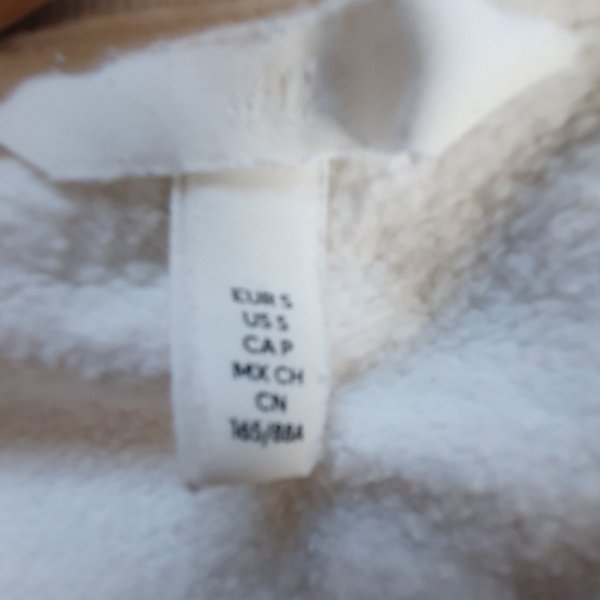 EUR S
US S
CA P
MX CH
CN
165/88A